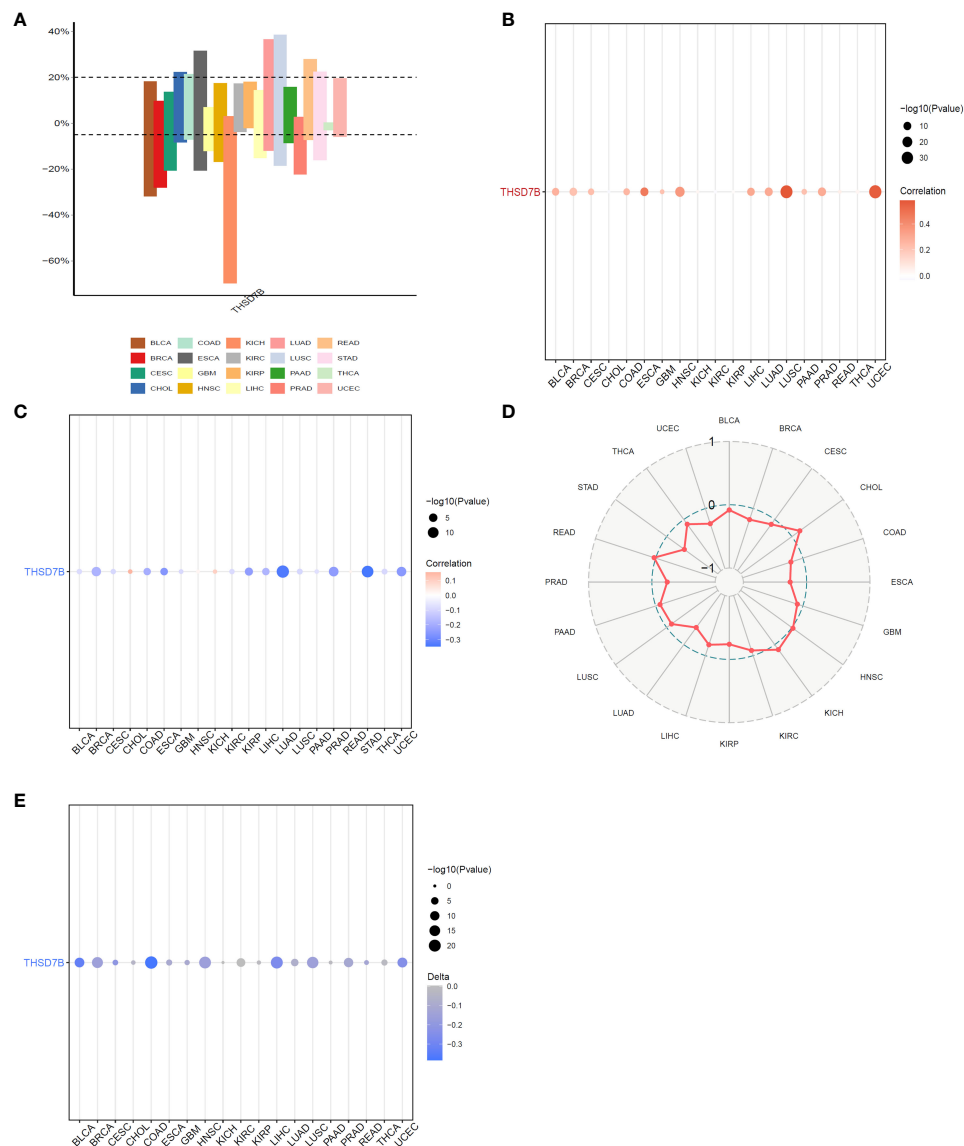 A
40%
20%
0%
20%
40%
60%
THSD7B
BLCA COAD KICH LUAD READ
BRCA ESCA KIRC LUSC STAD
CESC GBM KIRP PAAD THCA
CHOL HNSC LIHC PRAD UCEC
B
THSD7B
BLCA BRCA CESC CHOL COAD ESCA GBM HNSC KICH KIRC KIRP LIHC LUAD LUSC PAAD PRAD READ THCA UCEC
−log10(Pvalue)
10
20
30
Correlation
0.4
0.2
0.0
C
THSD7B
BLCA BRCA CESC CHOL COAD ESCA GBM HNSC KICH KIRC KIRP LIHC LUAD LUSC PAAD PRAD READ STAD THCA UCEC
−log10(Pvalue)
5
10
Correlation
0.1
0.0
−0.1
−0.2
−0.3
D
1
0
−1
BLCA
BRCA
CESC
CHOL
COAD
ESCA
GBM
HNSC
KICH
KIRC
KIRP
LIHC
LUAD
LUSC
PAAD
PRAD
READ
STAD
THCA
UCEC
E
THSD7B
BLCA BRCA CESC CHOL COAD ESCA GBM HNSC KICH KIRC KIRP LIHC LUAD LUSC PAAD PRAD READ THCA UCEC
−log10(Pvalue)
0
5
10
15
20
Delta
0.0
−0.1
−0.2
−0.3